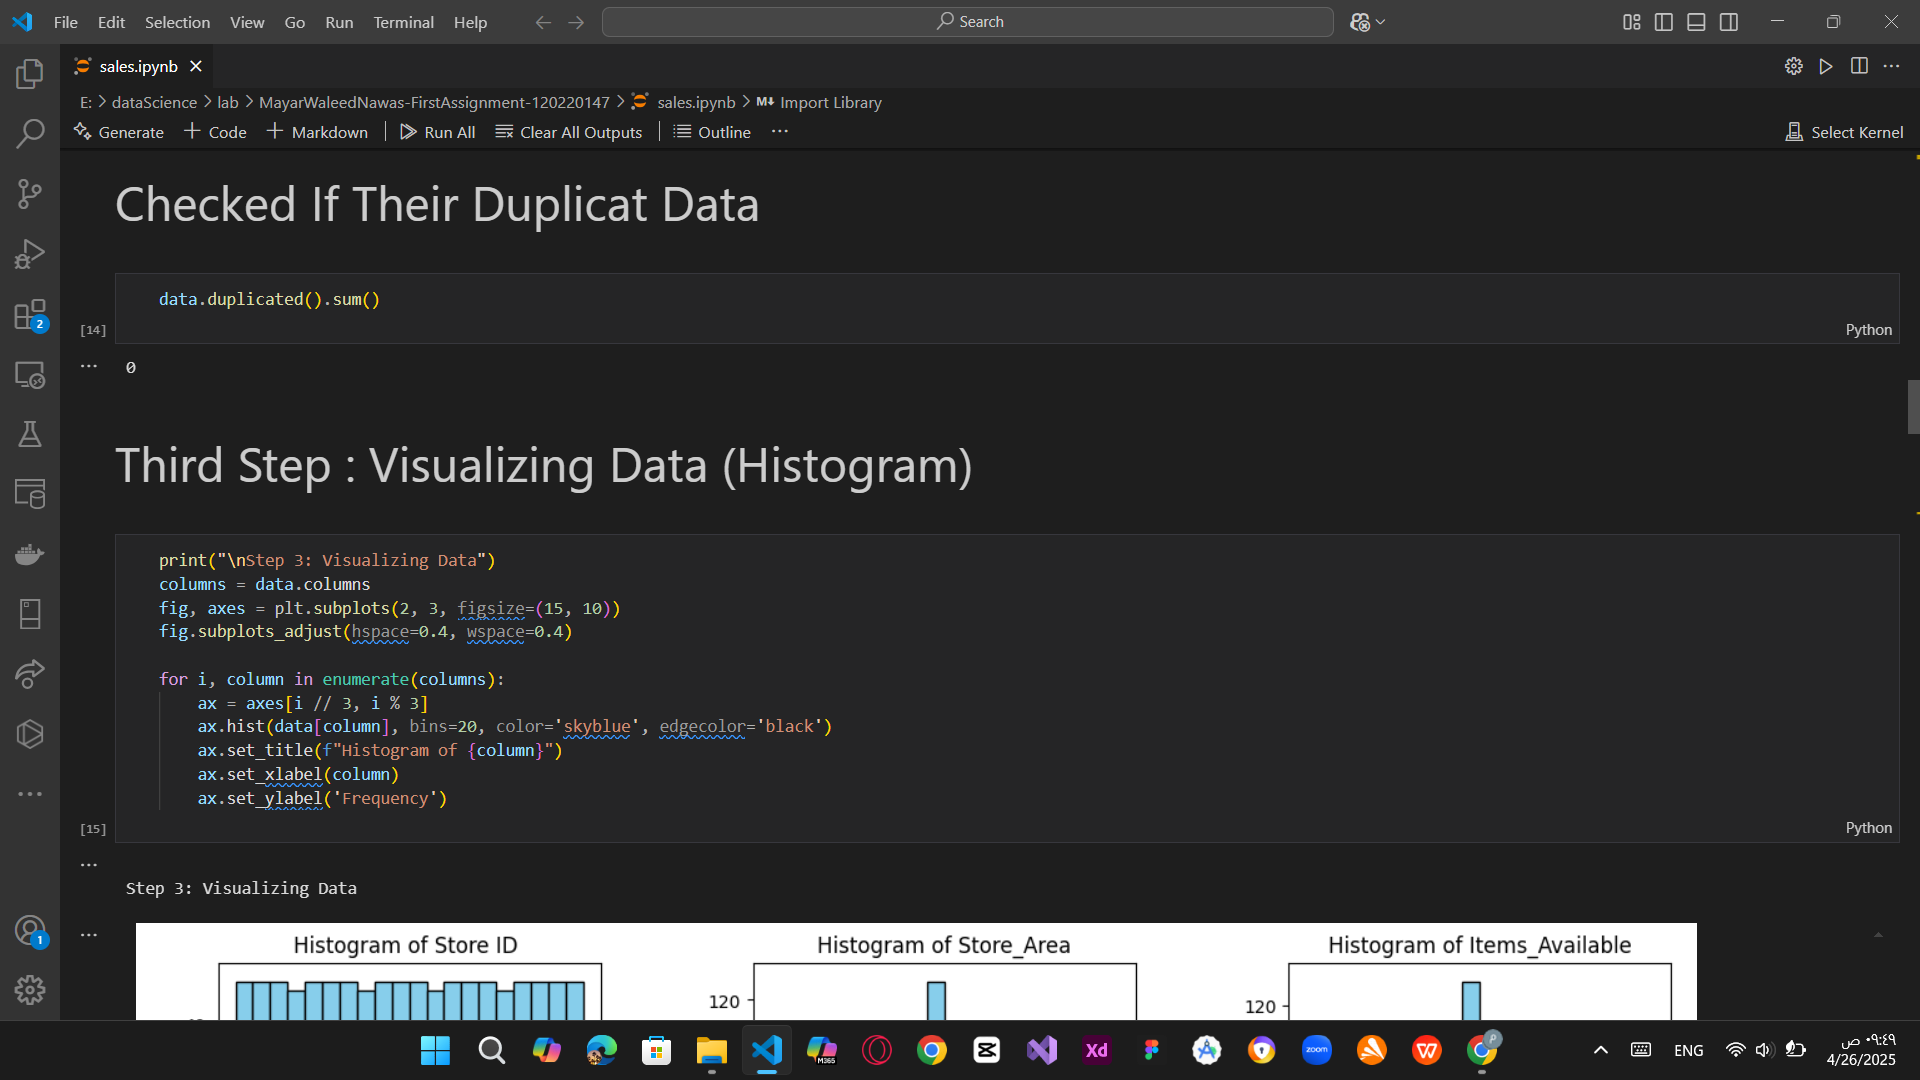 File Edit Selection View Go Run Terminal Help
Search
sales.ipynb
E: dataScience lab MayarWaleedNawas-FirstAssignment-120220147 sales.ipynb M↓ Import Library
Generate Code Markdown Run All Clear All Outputs Outline
Select Kernel
Checked If Their Duplicat Data
data.duplicated().sum()
[14]
Python
0
Third Step : Visualizing Data (Histogram)
print("\nStep 3: Visualizing Data")
columns = data.columns
fig, axes = plt.subplots(2, 3, figsize=(15, 10))
fig.subplots_adjust(hspace=0.4, wspace=0.4)
for i, column in enumerate(columns):
ax = axes[i // 3, i % 3]
ax.hist(data[column], bins=20, color='skyblue', edgecolor='black')
ax.set_title(f"Histogram of {column}")
ax.set_xlabel(column)
ax.set_ylabel('Frequency')
[15]
Python
Step 3: Visualizing Data
Histogram of Store ID
Histogram of Store_Area
Histogram of Items_Available
120
120
2
1
M365
Xd
zoom
P
ENG
٠٩:٤٩ ص
4/26/2025